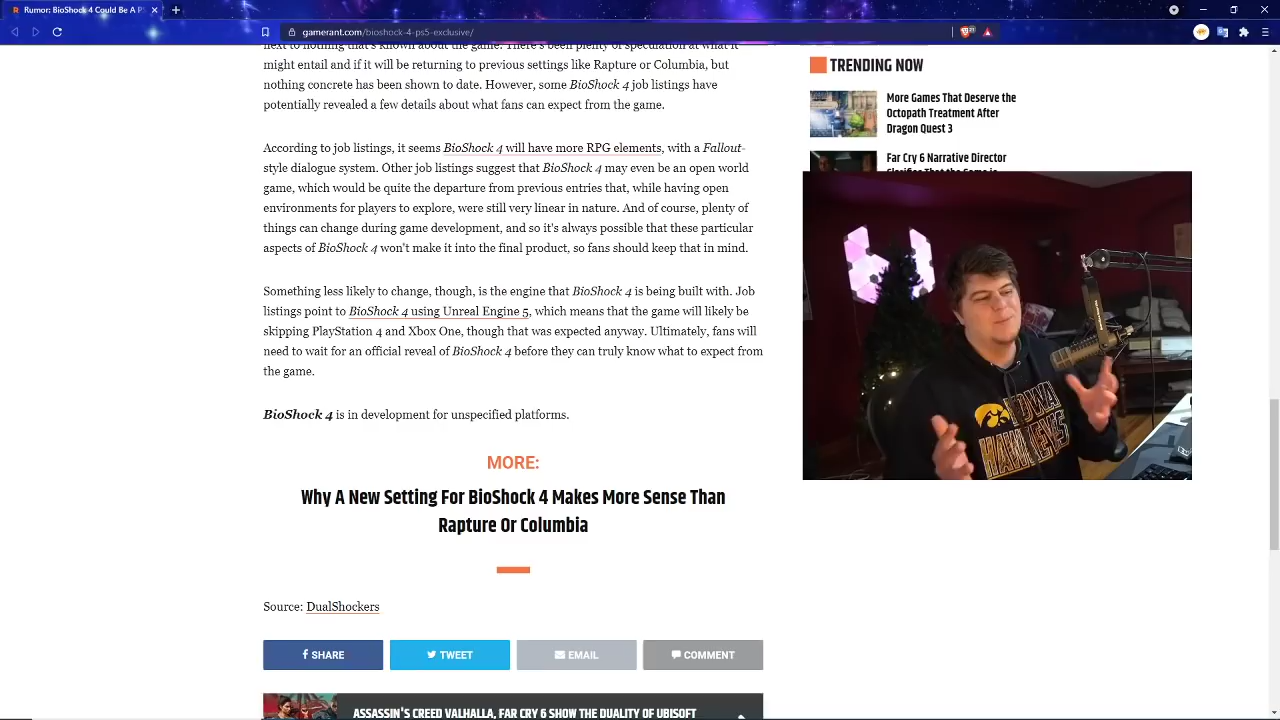 Rumor: BioShock 4 Could Be A PS
gamerant.com/bioshock-4-ps5-exclusive/
next to nothing that's known about the game. There's been plenty of speculation at what it
might entail and if it will be returning to previous settings like Rapture or Columbia, but
nothing concrete has been shown to date. However, some BioShock 4 job listings have
potentially revealed a few details about what fans can expect from the game.
According to job listings, it seems BioShock 4 will have more RPG elements, with a Fallout-
style dialogue system. Other job listings suggest that BioShock 4 may even be an open world
game, which would be quite the departure from previous entries that, while having open
environments for players to explore, were still very linear in nature. And of course, plenty of
things can change during game development, and so it's always possible that these particular
aspects of BioShock 4 won't make it into the final product, so fans should keep that in mind.
Something less likely to change, though, is the engine that BioShock 4 is being built with. Job
listings point to BioShock 4 using Unreal Engine 5, which means that the game will likely be
skipping PlayStation 4 and Xbox One, though that was expected anyway. Ultimately, fans will
need to wait for an official reveal of BioShock 4 before they can truly know what to expect from
the game.
BioShock 4 is in development for unspecified platforms.
MORE:
Why A New Setting For BioShock 4 Makes More Sense Than
Rapture Or Columbia
Source: DualShockers
SHARE
TWEET
EMAIL
COMMENT
ASSASSIN'S CREED VALHALLA, FAR CRY 6 SHOW THE DUALITY OF UBISOFT
TRENDING NOW
More Games That Deserve the
Octopath Treatment After
Dragon Quest 3
Far Cry 6 Narrative Director
Clarifies That the Game is
IOWA
HAWKEYES